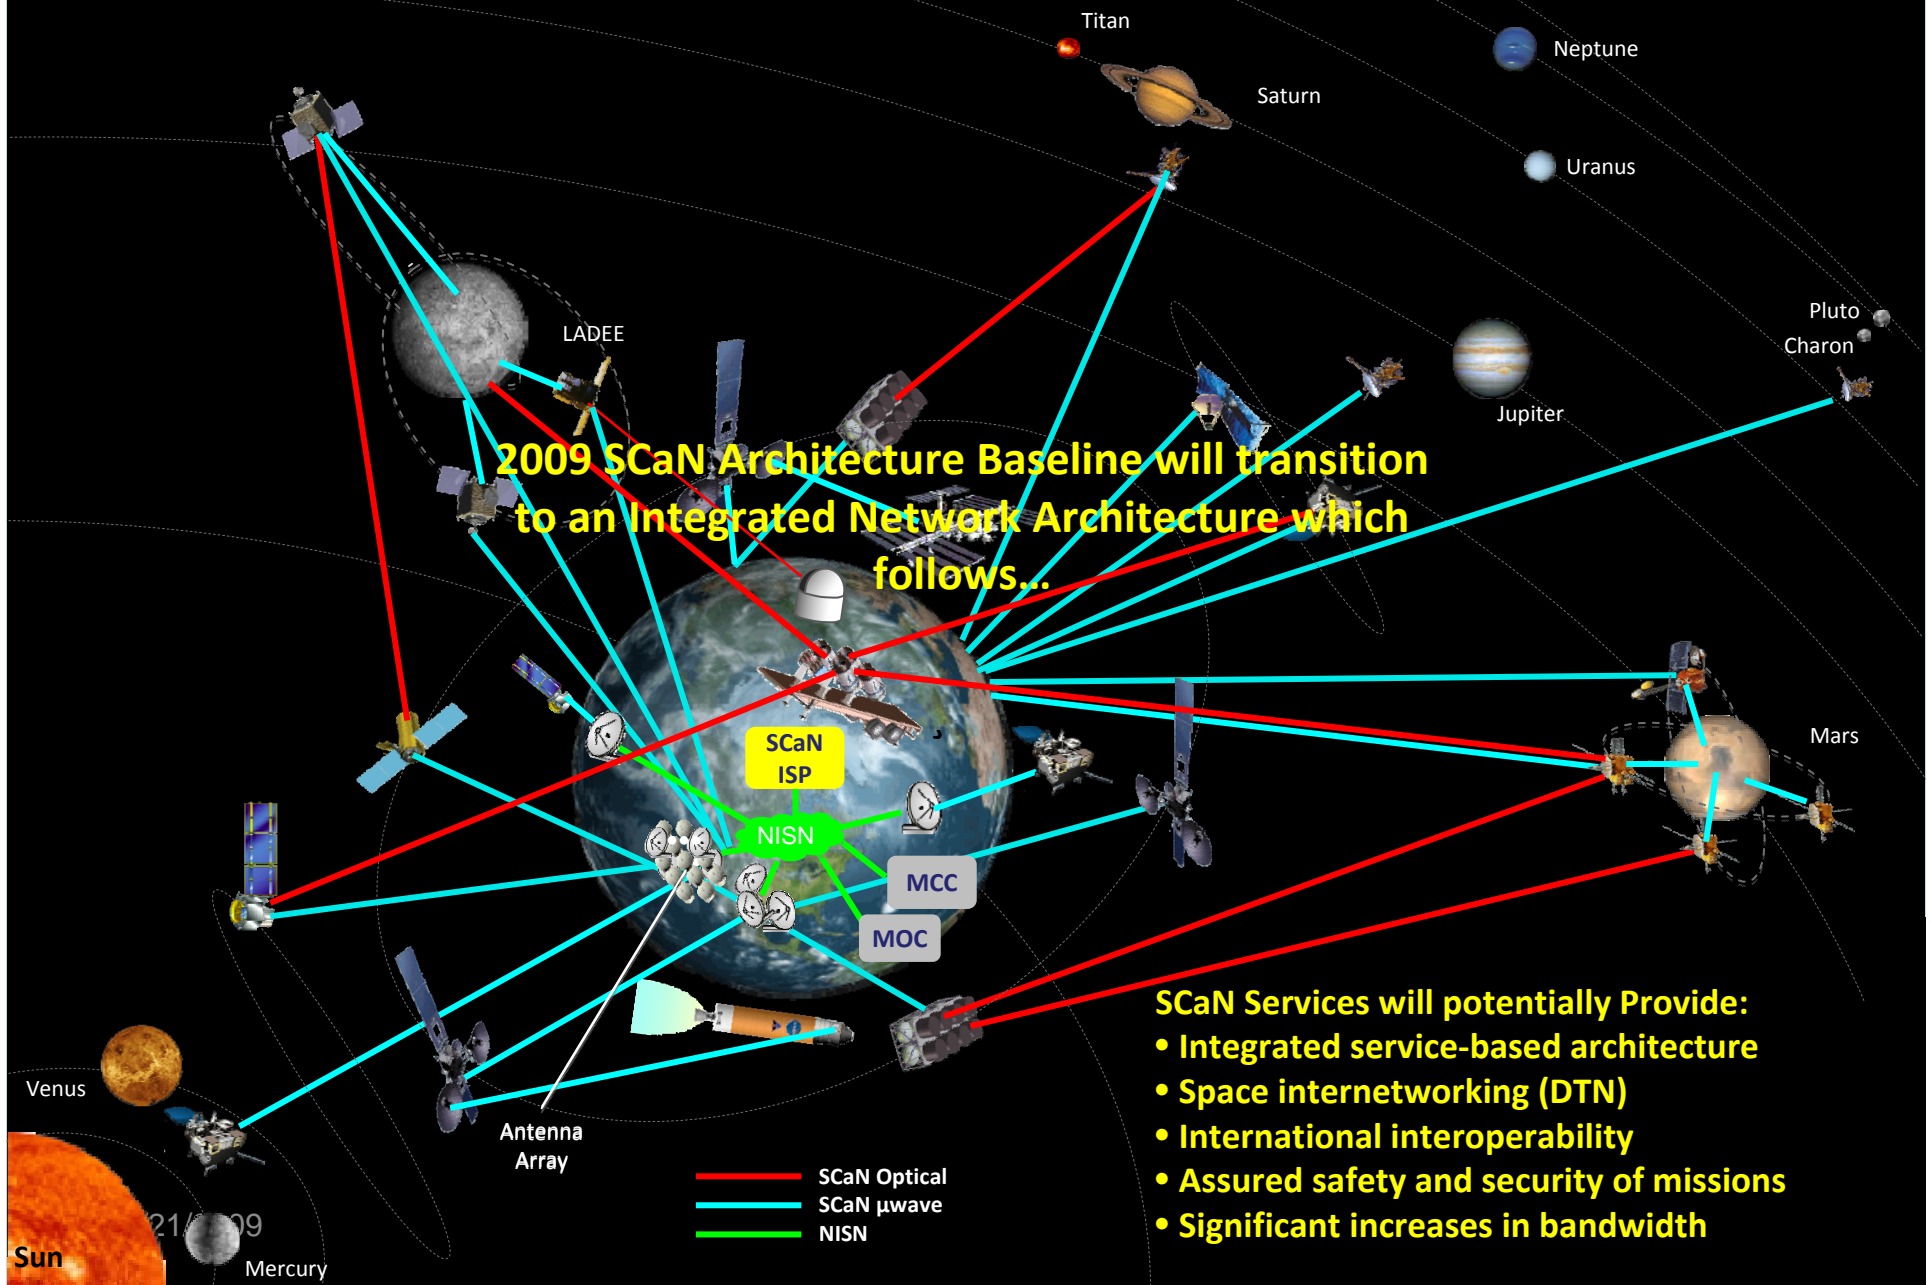 Titan
Neptune
Saturn
Uranus
Pluto
Charon
LADEE
Jupiter
2009 SCaN Architecture Baseline will transition
to an Integrated Network Architecture which
follows...
Mars
SCaN
ISP
NISN
MCC
MOC
SCaN Services will potentially Provide:
• Integrated service-based architecture
• Space internetworking (DTN)
• International interoperability
• Assured safety and security of missions
• Significant increases in bandwidth
Venus
Antenna
Array
SCaN Optical
SCaN µwave
NISN
Sun
Mercury